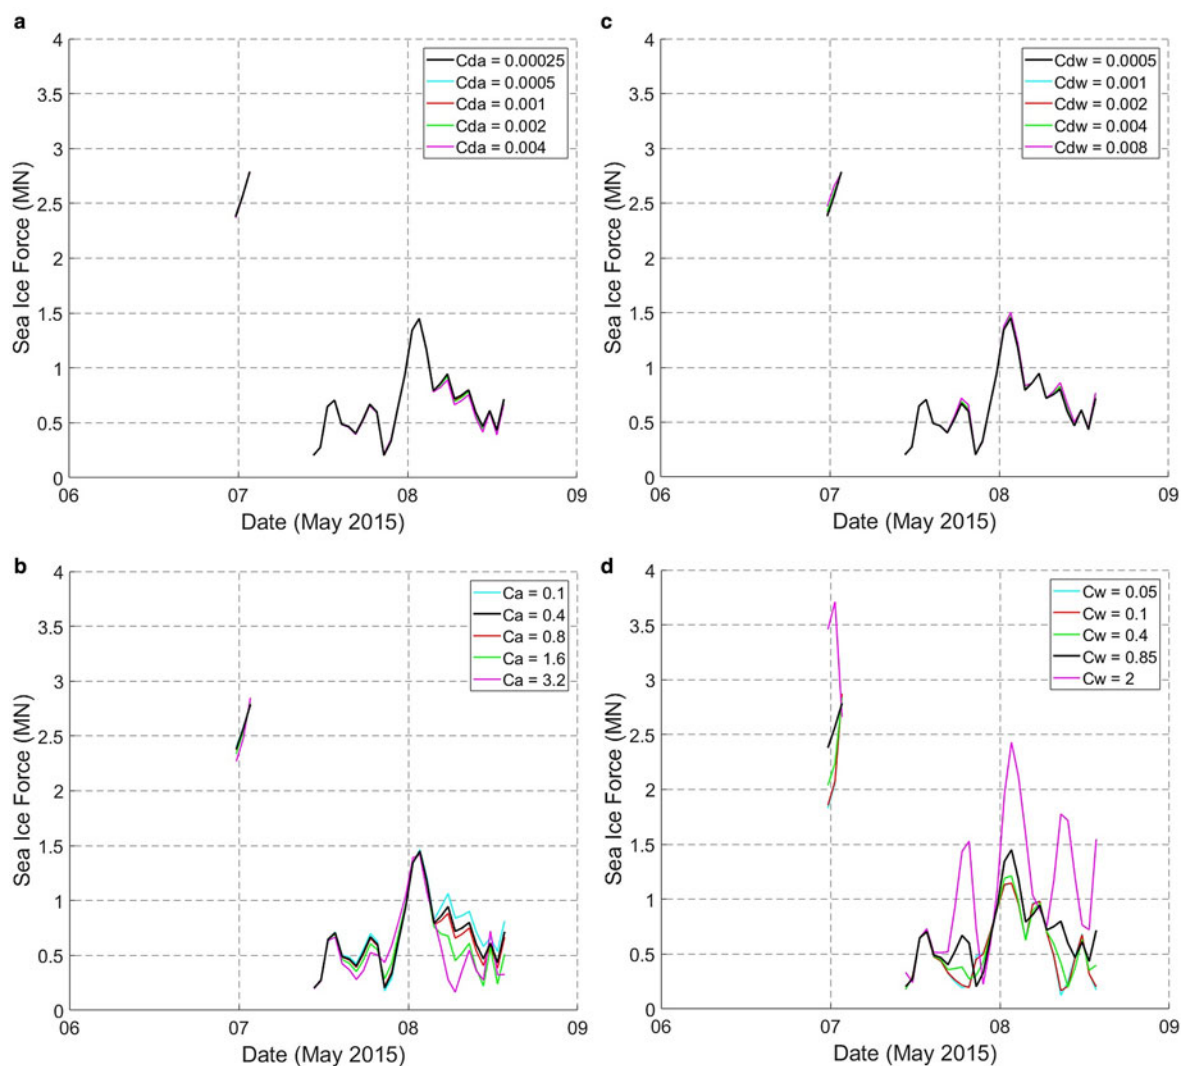 a
Cda = 0.00025
Cda = 0.0005
Cda = 0.001
Cda = 0.002
Cda = 0.004
4
3.5
3
2.5
2
1.5
1
0.5
0
Sea Ice Force (MN)
06
07
08
09
Date (May 2015)
c
Cdw = 0.0005
Cdw = 0.001
Cdw = 0.002
Cdw = 0.004
Cdw = 0.008
4
3.5
3
2.5
2
1.5
1
0.5
0
Sea Ice Force (MN)
06
07
08
09
Date (May 2015)
b
Ca = 0.1
Ca = 0.4
Ca = 0.8
Ca = 1.6
Ca = 3.2
4
3.5
3
2.5
2
1.5
1
0.5
0
Sea Ice Force (MN)
06
07
08
09
Date (May 2015)
d
Cw = 0.05
Cw = 0.1
Cw = 0.4
Cw = 0.85
Cw = 2
4
3.5
3
2.5
2
1.5
1
0.5
0
Sea Ice Force (MN)
06
07
08
09
Date (May 2015)